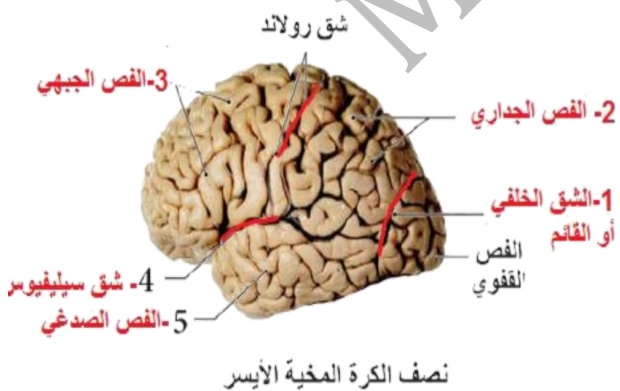 شق رولاند
3-الفص الجبهي
2- الفص الجداري
1-الشق الخلفي
أو القائم
الفص
القفوي
4- شق سيليفيوس
5-الفص الصدغي
نصف الكرة المخية الأيسر